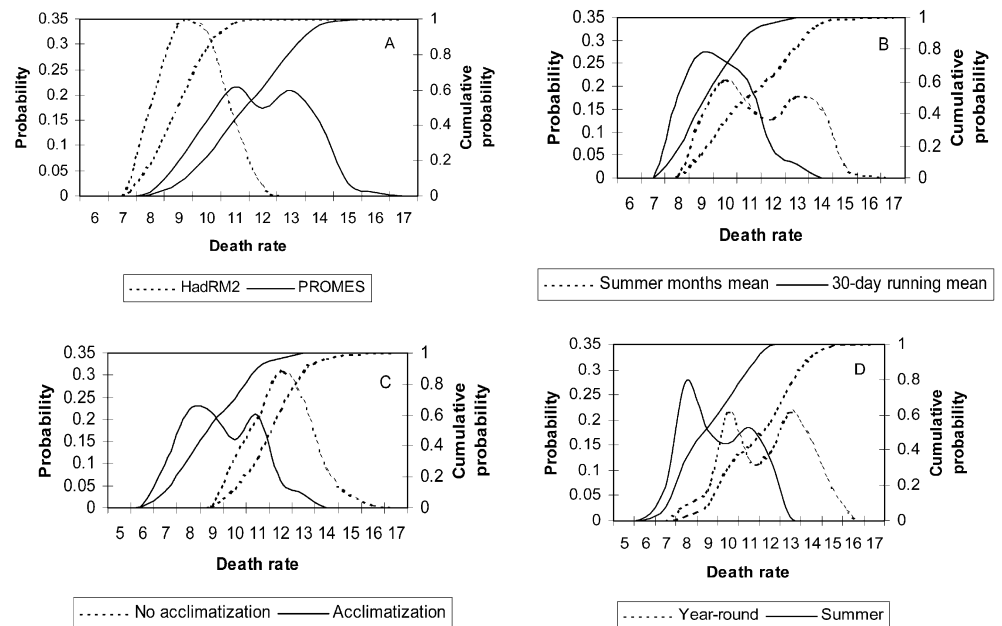 A
Probability
Cumulative
probability
0.35
0.3
0.25
0.2
0.15
0.1
0.05
0
1
0.8
0.6
0.4
0.2
0
6 7 8 9 10 11 12 13 14 15 16 17
Death rate
HadRM2 PROMES
B
Probability
Cumulative
probability
0.35
0.3
0.25
0.2
0.15
0.1
0.05
0
1
0.8
0.6
0.4
0.2
0
6 7 8 9 10 11 12 13 14 15 16 17
Death rate
Summer months mean 30-day running mean
C
Probability
Cumulative
probability
0.35
0.3
0.25
0.2
0.15
0.1
0.05
0
1
0.8
0.6
0.4
0.2
0
5 6 7 8 9 10 11 12 13 14 15 16 17
Death rate
No acclimatization Acclimatization
D
Probability
Cumulative
probability
0.35
0.3
0.25
0.2
0.15
0.1
0.05
0
1
0.8
0.6
0.4
0.2
0
5 6 7 8 9 10 11 12 13 14 15 16 17
Death rate
Year-round Summer